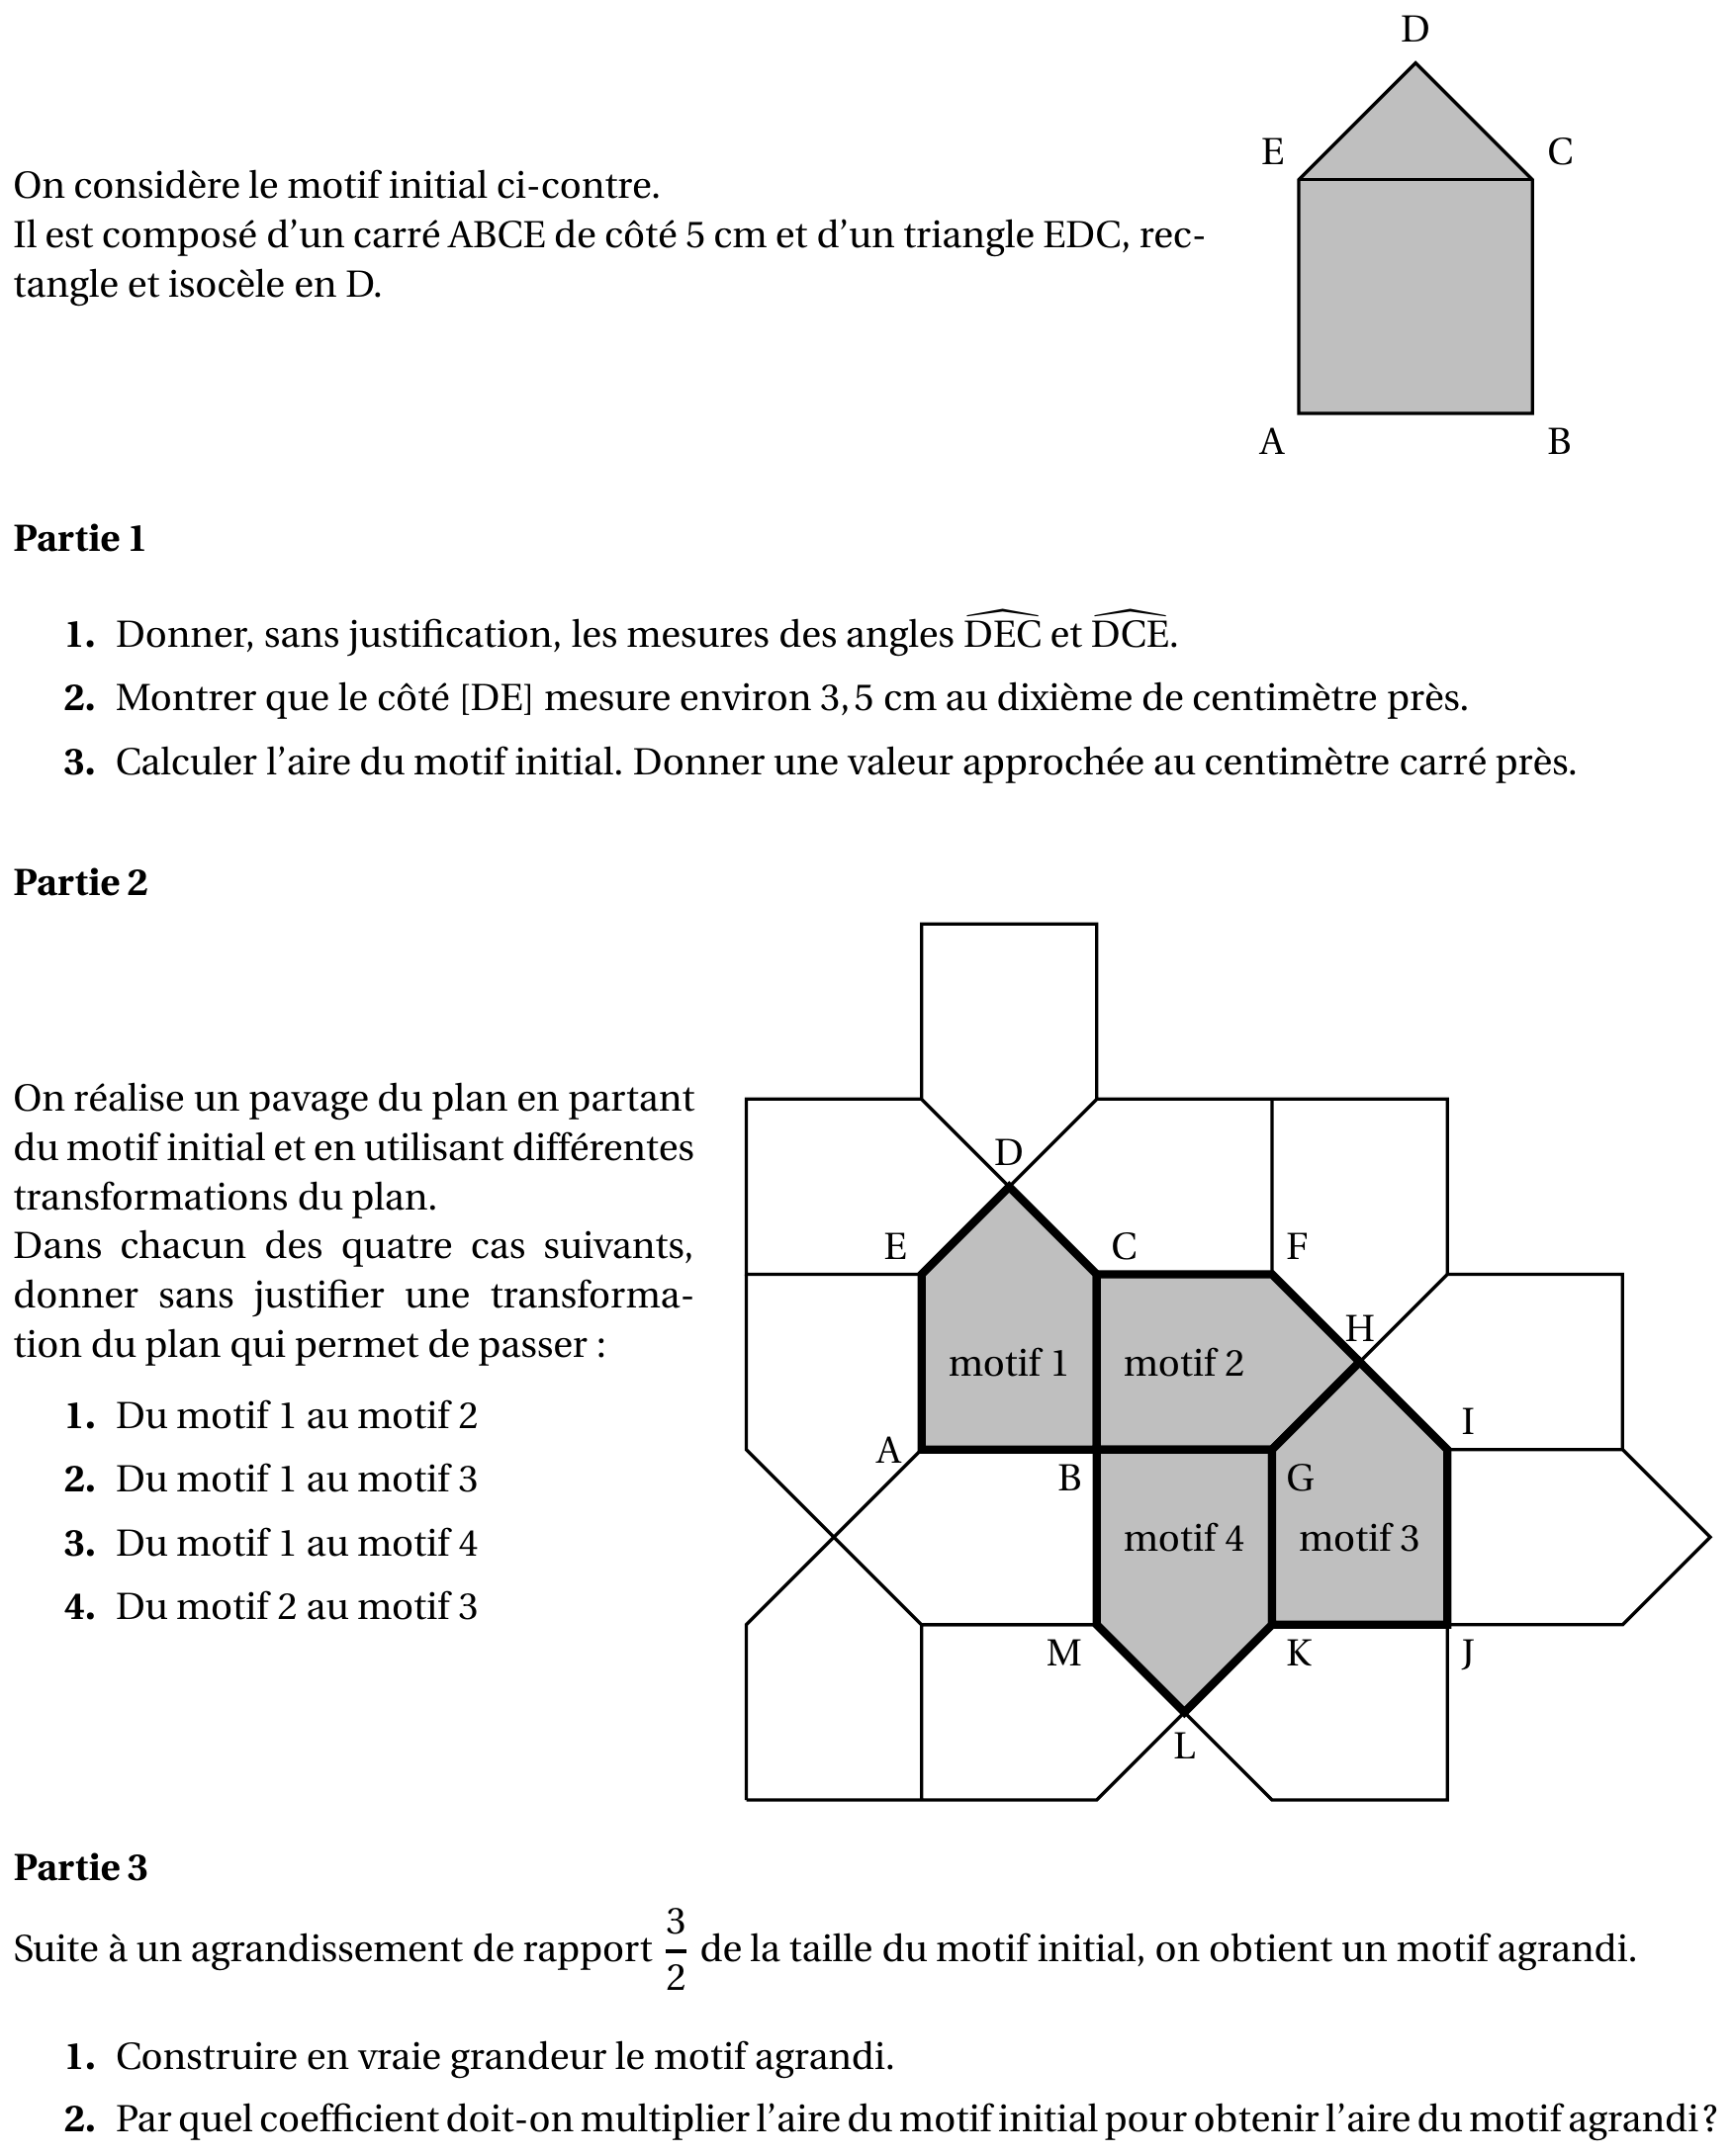 D
E
C
On considère le motif initial ci-contre.
Il est composé d’un carré ABCE de côté 5 cm et d’un triangle EDC, rec-
tangle et isocèle en D.
A
B
Partie 1
1. Donner, sans justification, les mesures des angles \widehat{DEC} et \widehat{DCE}.
2. Montrer que le côté [DE] mesure environ 3,5 cm au dixième de centimètre près.
3. Calculer l’aire du motif initial. Donner une valeur approchée au centimètre carré près.
Partie 2
On réalise un pavage du plan en partant
du motif initial et en utilisant différentes
transformations du plan.
Dans chacun des quatre cas suivants,
donner sans justifier une transforma-
tion du plan qui permet de passer :
1. Du motif 1 au motif 2
2. Du motif 1 au motif 3
3. Du motif 1 au motif 4
4. Du motif 2 au motif 3
D
E
C
F
H
motif 1
motif 2
I
A
B
G
motif 4
motif 3
M
K
J
L
Partie 3
Suite à un agrandissement de rapport \frac{3}{2} de la taille du motif initial, on obtient un motif agrandi.
1. Construire en vraie grandeur le motif agrandi.
2. Par quel coefficient doit-on multiplier l’aire du motif initial pour obtenir l’aire du motif agrandi ?